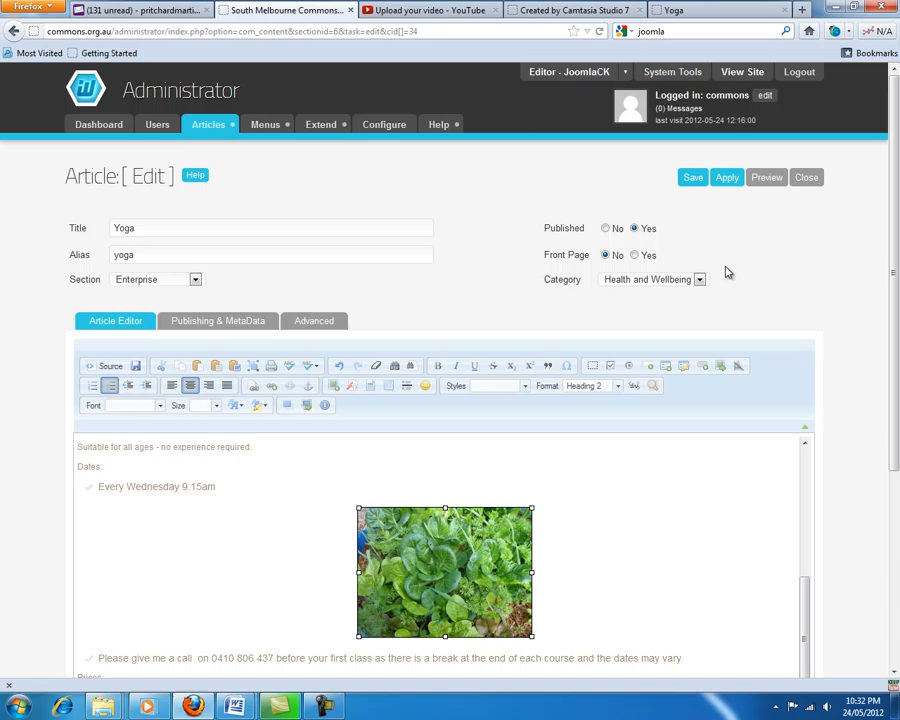 Firefox
(131 unread) - pritchardmarti...
South Melbourne Commons...
Upload your video - YouTube
Created by Camtasia Studio 7
Yoga
commons.org.au/administrator/index.php?option=com_content&sectionid=6&task=edit&cid[]=34
joomla
N/A
Most Visited
Getting Started
Bookmarks
Editor - JoomlaCK
System Tools
View Site
Logout
Administrator
Logged in: commons
edit
(0) Messages
last visit 2012-05-24 12:16:00
Dashboard
Users
Articles
Menus
Extend
Configure
Help
Article:[ Edit ]
Help
Save
Apply
Preview
Close
Title
Yoga
Published
No
Yes
Alias
yoga
Front Page
No
Yes
Section
Enterprise
Category
Health and Wellbeing
Article Editor
Publishing & MetaData
Advanced
Source
Styles
Format
Heading 2
Font
Size
Suitable for all ages - no experience required.
Dates:
Every Wednesday 9.15am
Please give me a call on 0410 806 437 before your first class as there is a break at the end of each course and the dates may vary.
Prices:
10:32 PM
24/05/2012